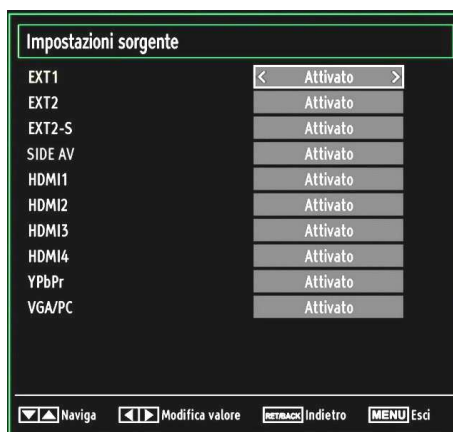 Impostazioni sorgente
EXT1 < Attivato >
EXT2 Attivato
EXT2-S Attivato
SIDE AV Attivato
HDMI1 Attivato
HDMI2 Attivato
HDMI3 Attivato
HDMI4 Attivato
YPbPr Attivato
VGA/PC Attivato
Naviga Modifica valore RET/BACK Indietro MENU Esci